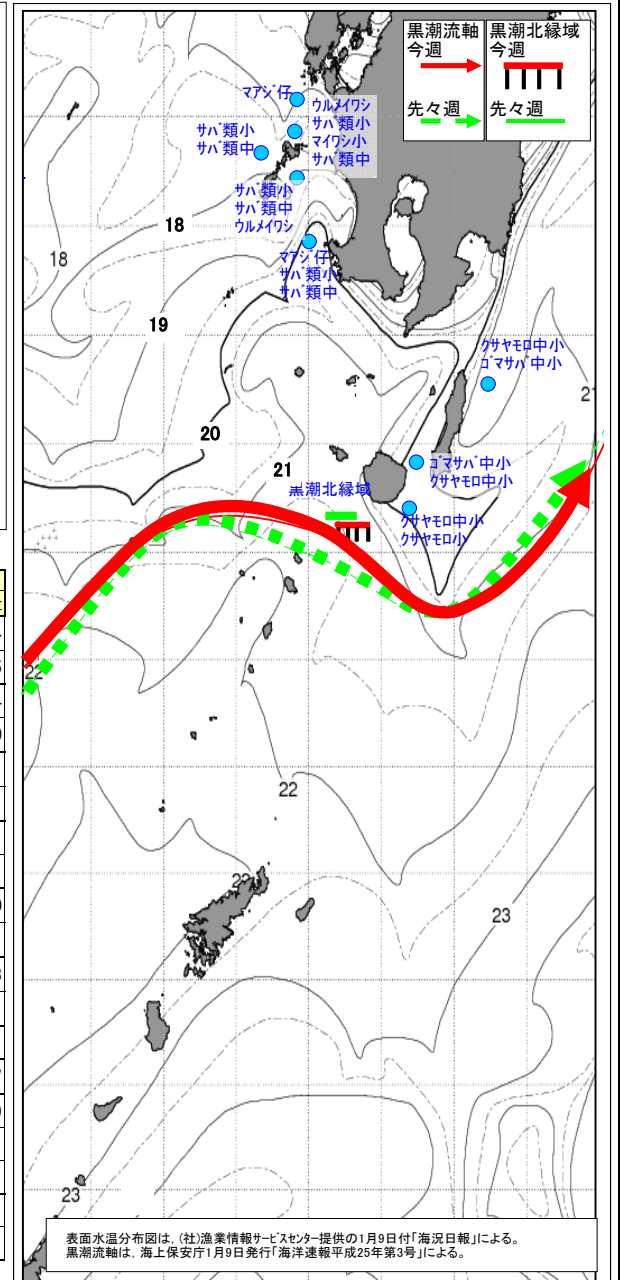 黒潮流軸
今週
先々週
黒潮北縁域
今週
先々週
マアジ仔
ウルメイワシ
サバ類小
マイワシ小
サバ類中
サバ類小
サバ類中
サバ類小
サバ類中
ウルメイワシ
18
18
マアジ仔
サバ類小
サバ類中
19
クサヤモロ中小
ゴマサバ中小
21
20
21
ゴマサバ中小
クサヤモロ中小
黒潮北縁域
クサヤモロ中小
クサヤモロ小
22
22
22
23
23
表面水温分布図は、(社)漁業情報サービスセンター提供の1月9日付「海況日報」による。
黒潮流軸は、海上保安庁1月9日発行「海洋速報平成25年第3号」による。